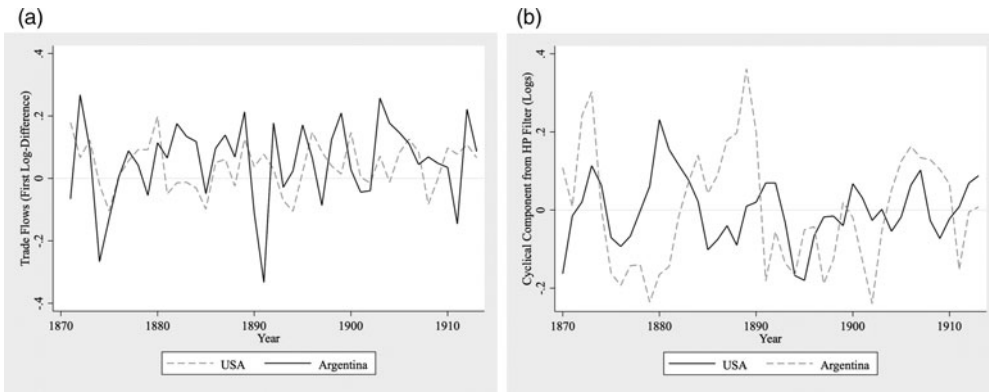 (a)
Trade Flows (First Log-Difference)
.4
.2
0
-.2
-.4
1870 1880 1890 1900 1910
Year
USA Argentina
(b)
Cyclical Component from HP Filter (Logs)
.4
.2
0
-.2
1870 1880 1890 1900 1910
Year
USA Argentina